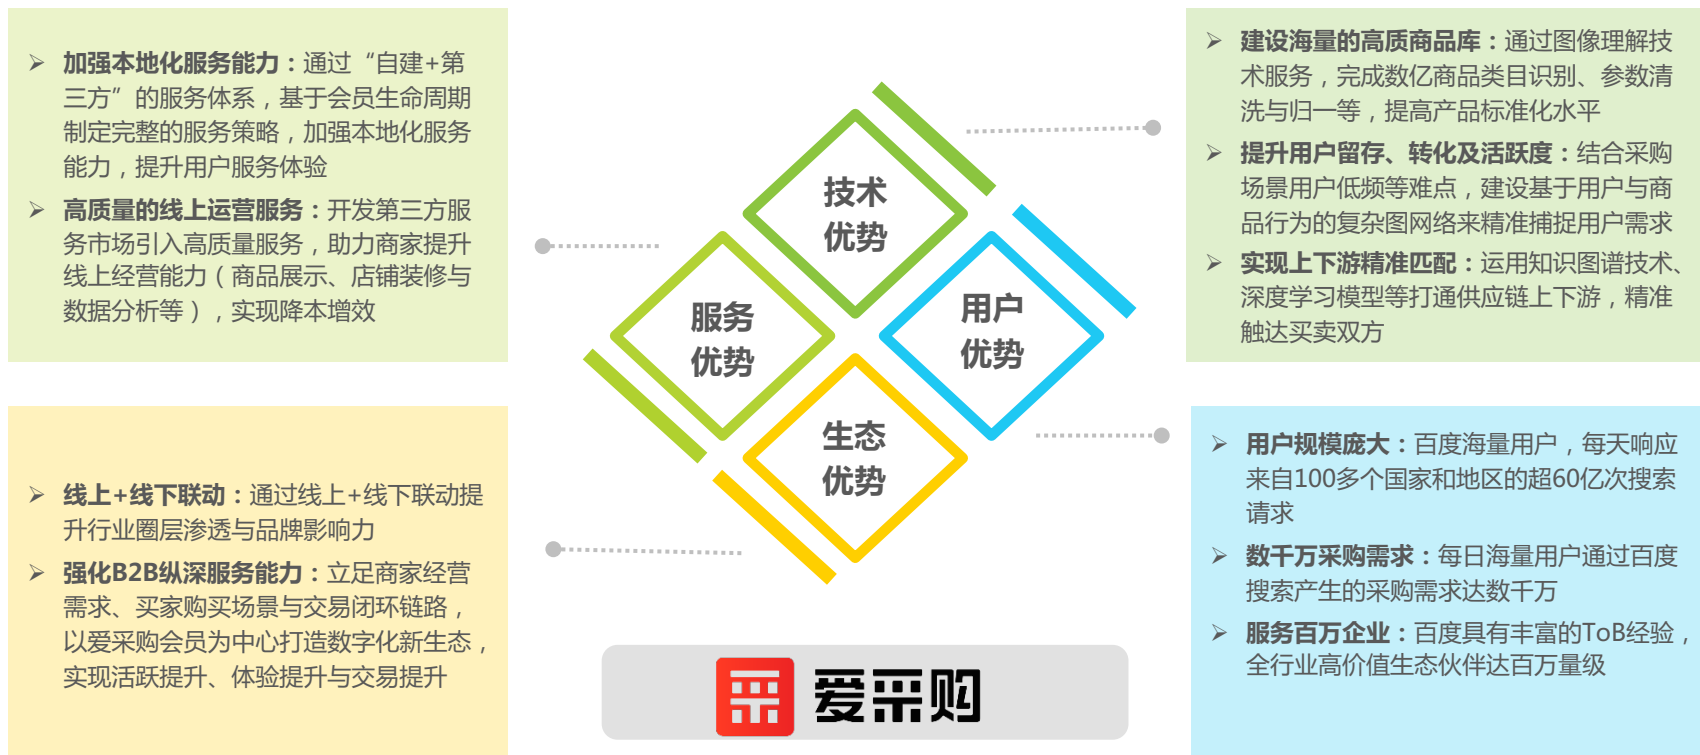 加强本地化服务能力：通过“自建+第
三方”的服务体系，基于会员生命周期
制定完整的服务策略，加强本地化服务
能力，提升用户服务体验
高质量的线上运营服务：开发第三方服
务市场引入高质量服务，助力商家提升
线上经营能力（商品展示、店铺装修与
数据分析等），实现降本增效
技术
优势
服务
优势
用户
优势
生态
优势
建设海量的高质商品库：通过图像理解技
术服务，完成数亿商品类目识别、参数清
洗与归一等，提高产品标准化水平
提升用户留存、转化及活跃度：结合采购
场景用户低频等难点，建设基于用户与商
品行为的复杂图网络来精准捕捉用户需求
实现上下游精准匹配：运用知识图谱技术、
深度学习模型等打通供应链上下游，精准
触达买卖双方
线上+线下联动：通过线上+线下联动提
升行业圈层渗透与品牌影响力
强化B2B纵深服务能力：立足商家经营
需求、买家购买场景与交易闭环链路，
以爱采购会员为中心打造数字化新生态，
实现活跃提升、体验提升与交易提升
用户规模庞大：百度海量用户，每天响应
来自100多个国家和地区的超60亿次搜索
请求
数千万采购需求：每日海量用户通过百度
搜索产生的采购需求达数千万
服务百万企业：百度具有丰富的ToB经验，
全行业高价值生态伙伴达百万量级
采 爱采购